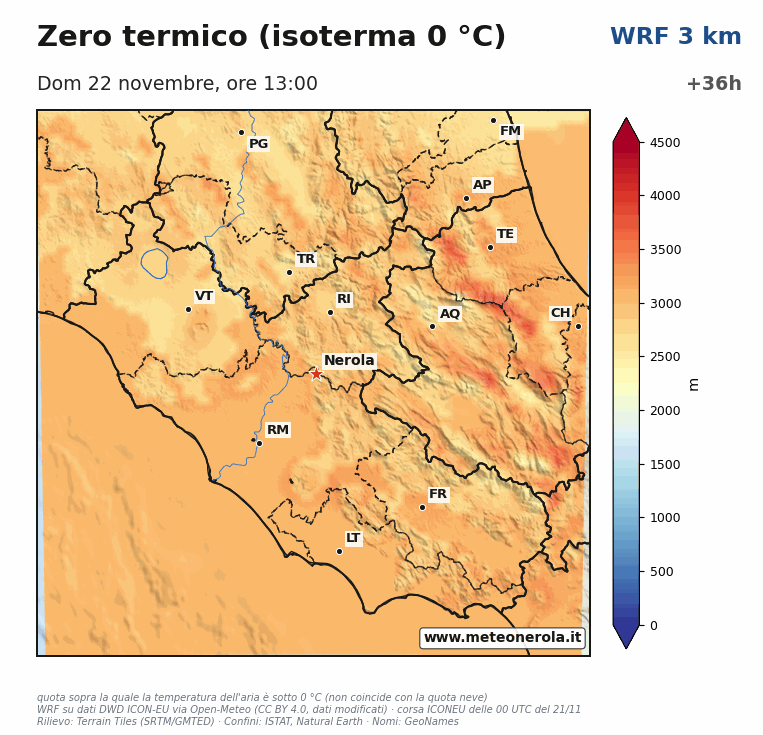 Zero termico (isoterma 0 °C)
WRF 3 km
Dom 22 novembre, ore 13:00
+36h
FM
PG
AP
TE
TR
VT
RI
AQ
CH
Nerola
RM
FR
LT
www.meteonerola.it
4500
4000
3500
3000
2500
2000
1500
1000
500
0
m
quota sopra la quale la temperatura dell'aria è sotto 0 °C (non coincide con la quota neve)
WRF su dati DWD ICON-EU via Open-Meteo (CC BY 4.0, dati modificati) · corsa ICONEU delle 00 UTC del 21/11
Rilievo: Terrain Tiles (SRTM/GMTED) · Confini: ISTAT, Natural Earth · Nomi: GeoNames